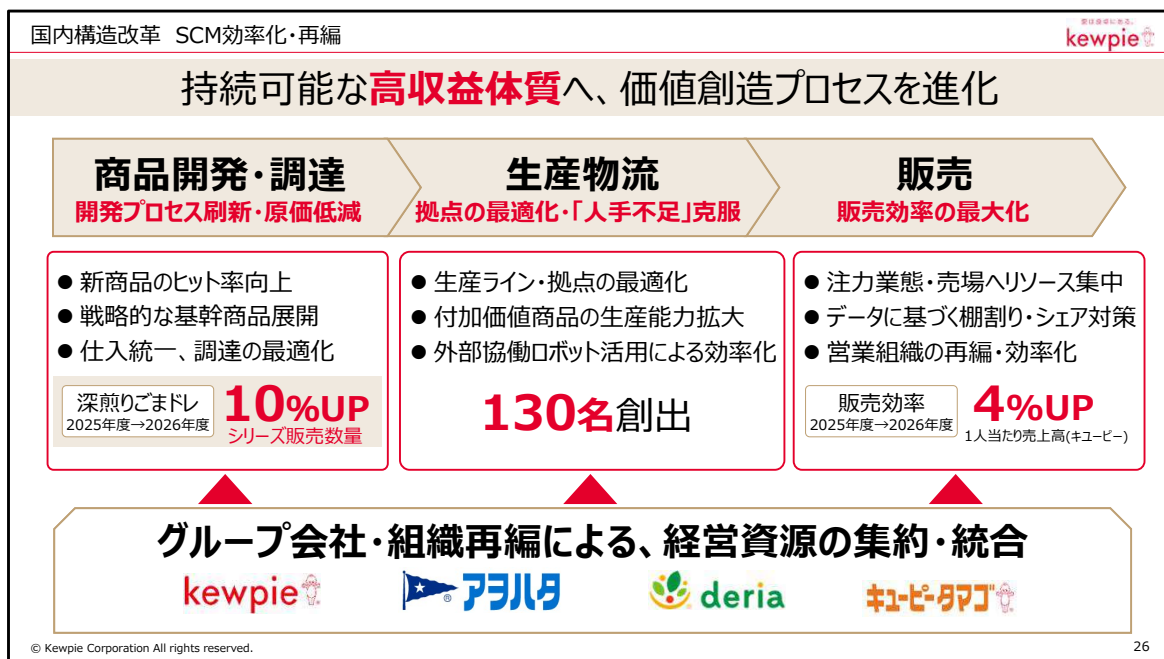 国内構造改革 SCM効率化・再編
愛は食卓にある。
kewpie
持続可能な高収益体質へ、価値創造プロセスを進化
商品開発・調達
開発プロセス刷新・原価低減
● 新商品のヒット率向上
● 戦略的な基幹商品展開
● 仕入統一、調達の最適化
深煎りごまドレ
2025年度→2026年度
10%UP
シリーズ販売数量
生産物流
拠点の最適化・「人手不足」克服
● 生産ライン・拠点の最適化
● 付加価値商品の生産能力拡大
● 外部協働ロボット活用による効率化
130名創出
販売
販売効率の最大化
● 注力業態・売場へリソース集中
● データに基づく棚割り・シェア対策
● 営業組織の再編・効率化
販売効率
2025年度→2026年度
4%UP
1人当たり売上高(キユーピー)
グループ会社・組織再編による、経営資源の集約・統合
kewpie
アヲハタ
deria
キユーピータマゴ
© Kewpie Corporation All rights reserved.
26